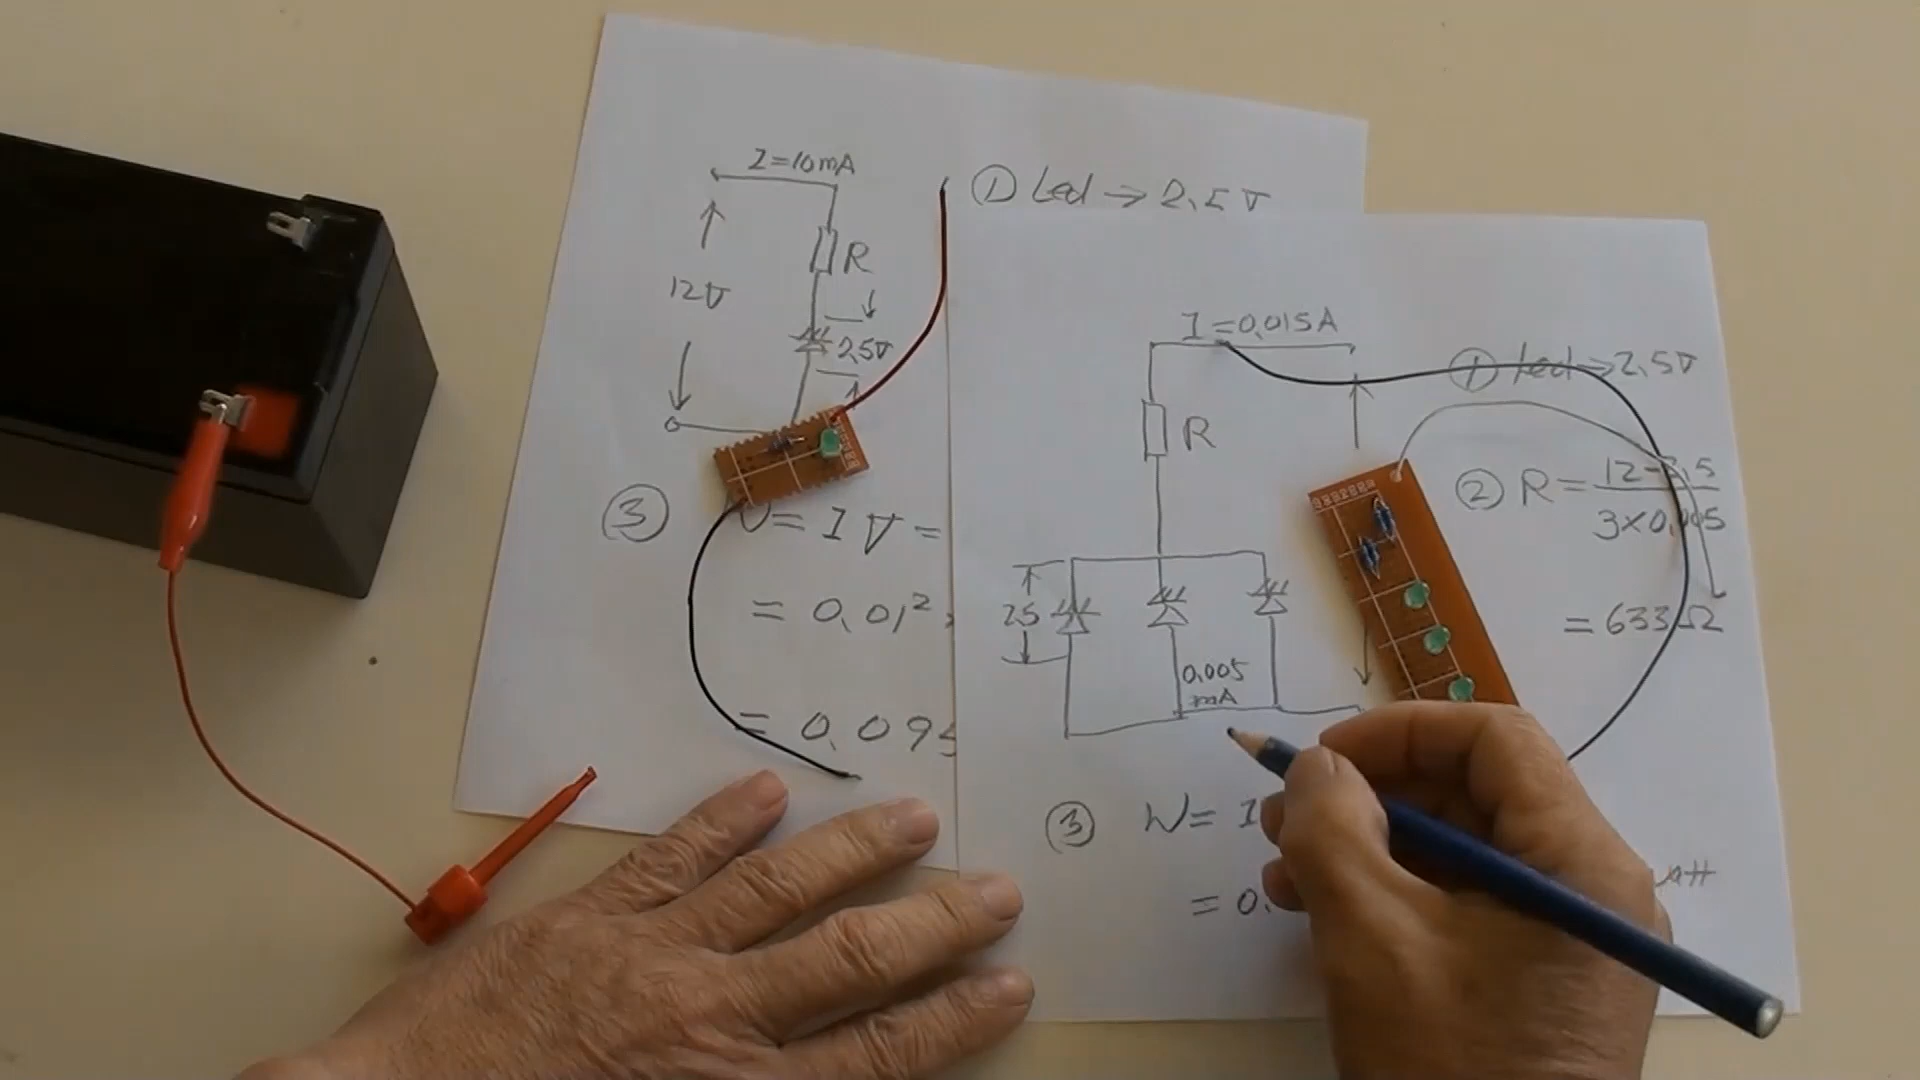 I=10mA
12V
R
2.5V
① Led → 2.5V
③
W = I V =
= 0.01²
= 0.095
I = 0.015A
R
2.5
0.005
mA
① Led → 2.5V
② R = 12-2.5
3×0.005
= 633Ω
③ W = I
= 0.